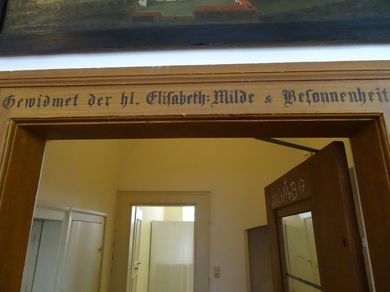 Gewidmet der hl. Elisabeth: Milde & Besonnenheit